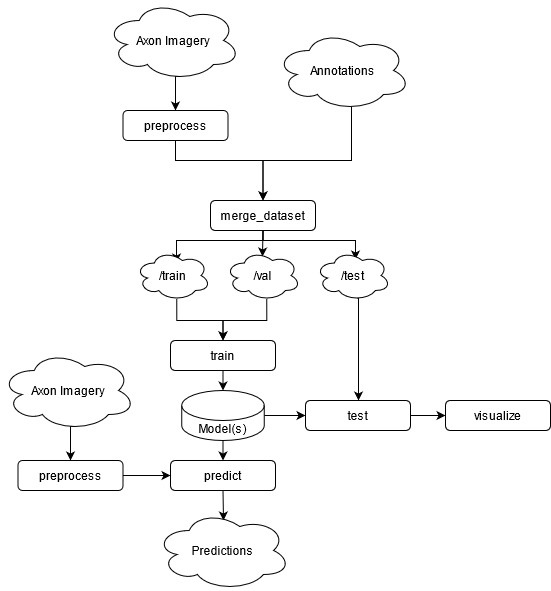 Axon Imagery
Annotations
preprocess
merge_dataset
/train
/val
/test
train
Axon Imagery
Model(s)
test
visualize
preprocess
predict
Predictions